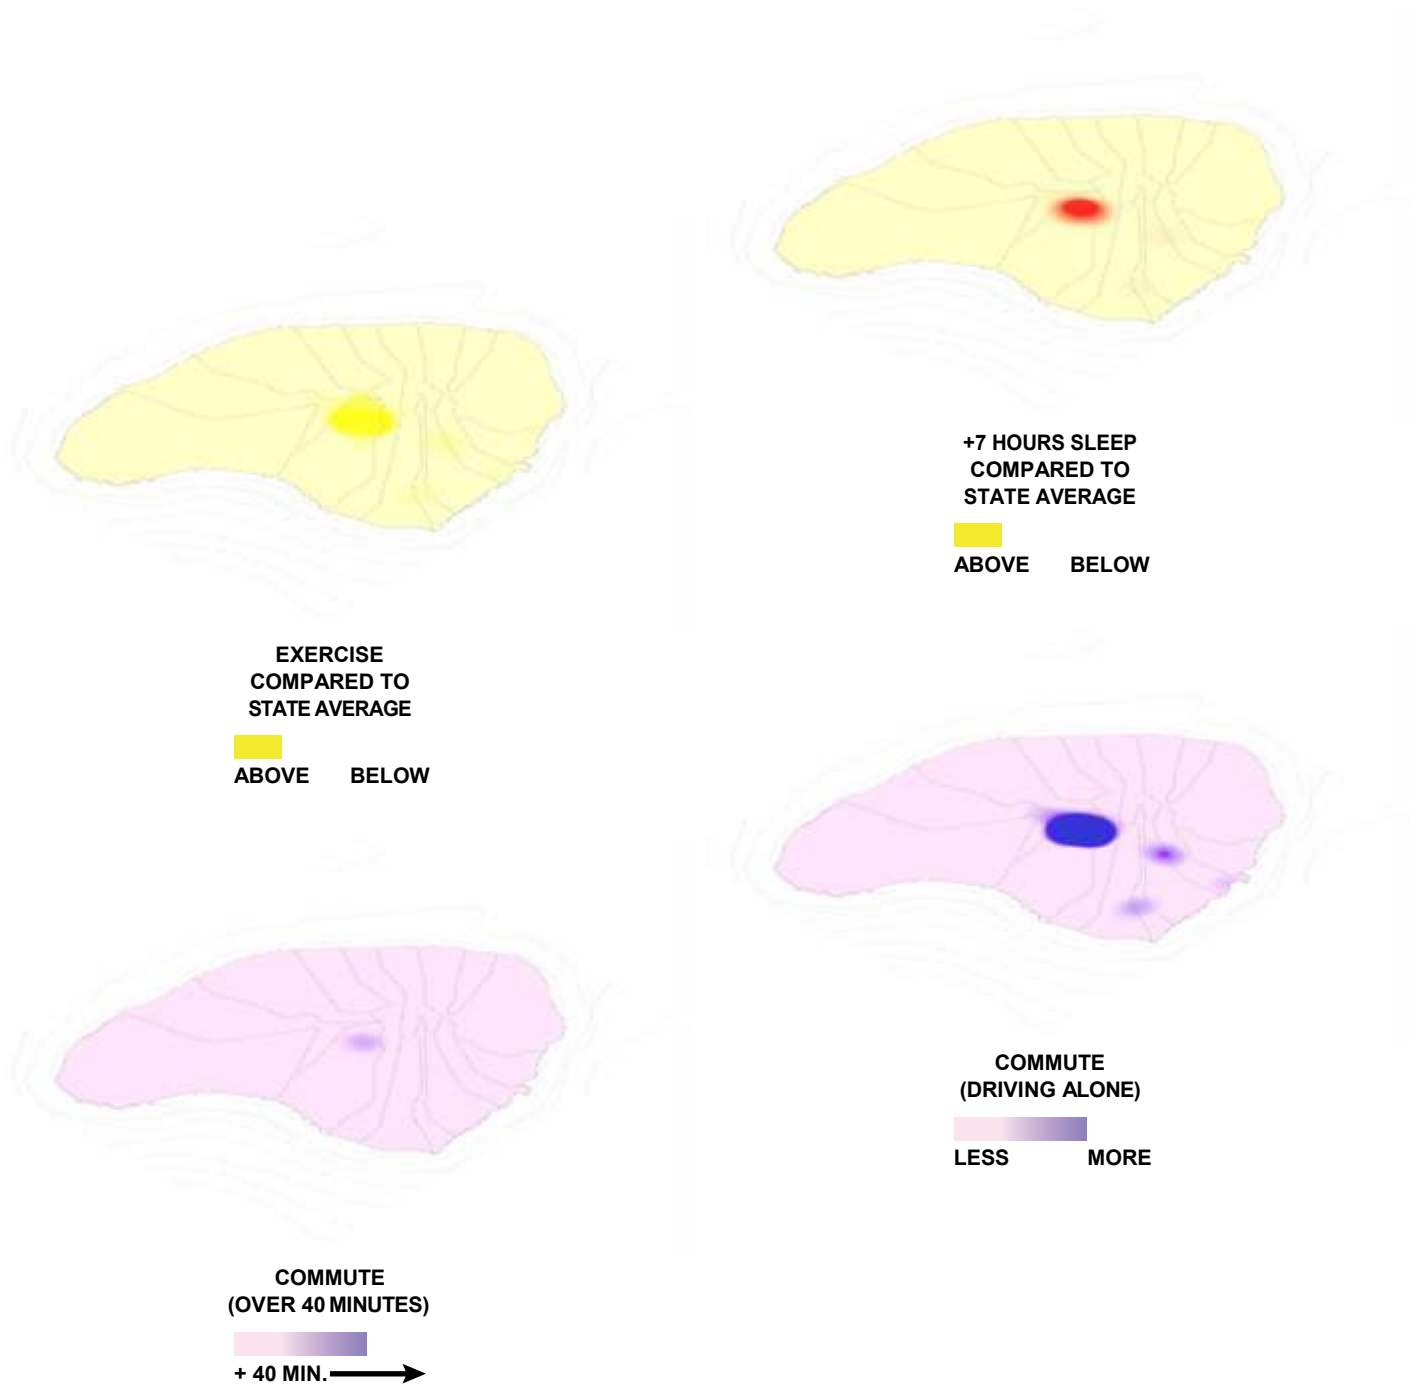 +7 HOURS SLEEP
COMPARED TO
STATE AVERAGE
ABOVE BELOW
EXERCISE
COMPARED TO
STATE AVERAGE
ABOVE BELOW
COMMUTE
(DRIVING ALONE)
LESS MORE
COMMUTE
(OVER 40 MINUTES)
+ 40 MIN.